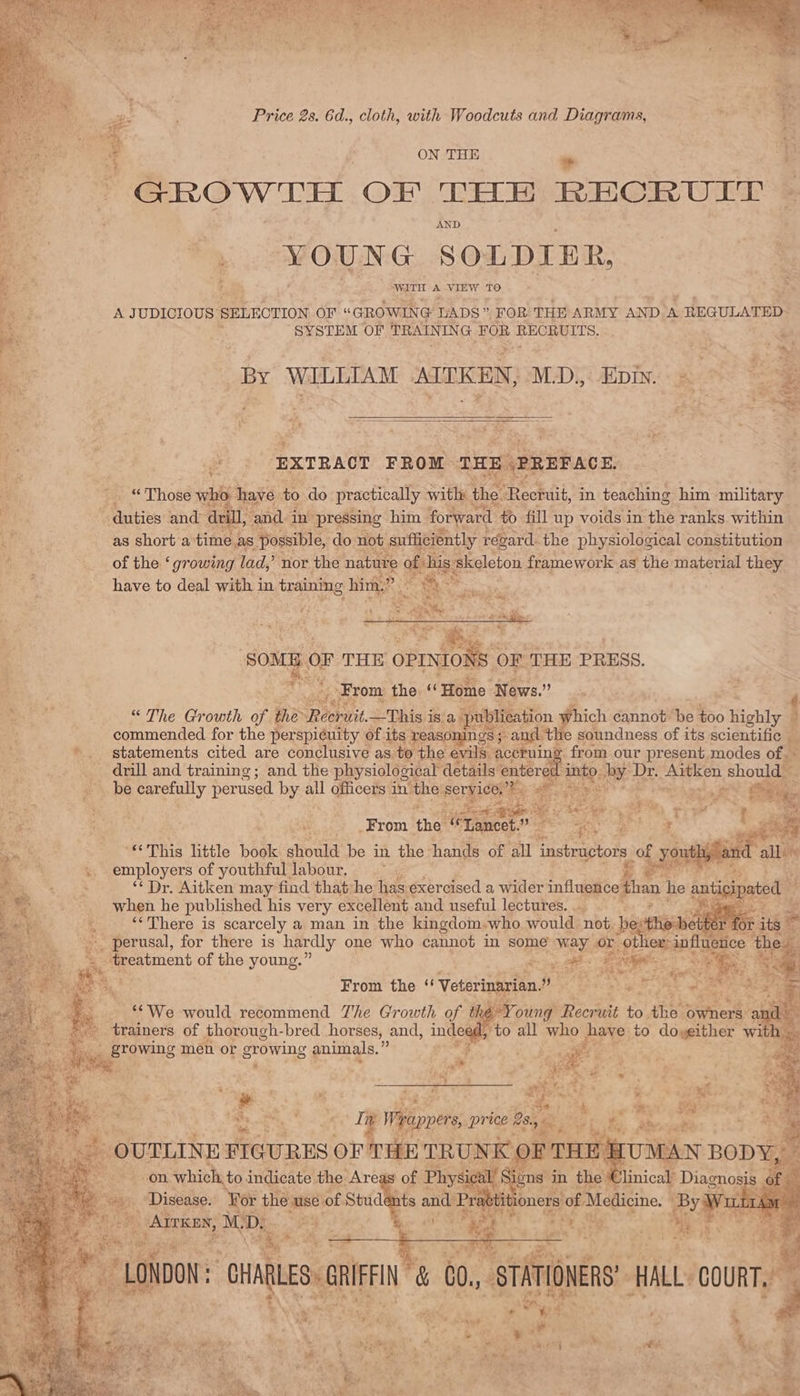 Price 2s. 6d., cloth, with Woodcuts and Diagrams,
ON THE
GROWTH OF THE RECRUIT
AND
YOUNG SOLDIER,
WITH A VIEW TO
A JUDICIOUS SELECTION OF “GROWING LADS” FOR THE ARMY AND A REGULATED
SYSTEM OF TRAINING FOR RECRUITS.
By WILLIAM AITKEN, M.D., EDIN.
EXTRACT FROM THE PREFACE.
“Those who have to do practically with the Recruit, in teaching him military
duties and drill, and in pressing him forward to fill up voids in the ranks within
as short a time as possible, do not sufficiently regard the physiological constitution
of the ‘growing lad,’ nor the nature of his skeleton framework as the material they
have to deal with in training him.”
SOME OF THE OPINIONS OF THE PRESS.
From the “Home News.”
“The Growth of the Recruit.—This is a publication which cannot be too highly
commended for the perspicuity of its reasonings; and the soundness of its scientific
statements cited are conclusive as to the evils accruing from our present modes of
drill and training; and the physiological details entered into by Dr. Aitken should
be carefully perused by all officers in the service.”
From the “Lancet.”
“This little book should be in the hands of all instructors of youth, and all
employers of youthful labour.
“Dr. Aitken may find that he has exercised a wider influence than he anticipated
when he published his very excellent and useful lectures.
“There is scarcely a man in the kingdom who would not be the better for its
perusal, for there is hardly one who cannot in some way or other influence the
treatment of the young.”
From the “Veterinarian.”
“We would recommend The Growth of the Young Recruit to the owners and
trainers of thorough-bred horses, and, indeed, to all who have to do either with
growing men or growing animals.”
In Wrappers, price 2s.,
OUTLINE FIGURES OF THE TRUNK OF THE HUMAN BODY,
on which to indicate the Areas of Physical Signs in the Clinical Diagnosis of
Disease. For the use of Students and Practitioners of Medicine. By WILLIAM
AITKEN, M.D.
LONDON: CHARLES GRIFFIN & CO., STATIONERS’ HALL COURT.